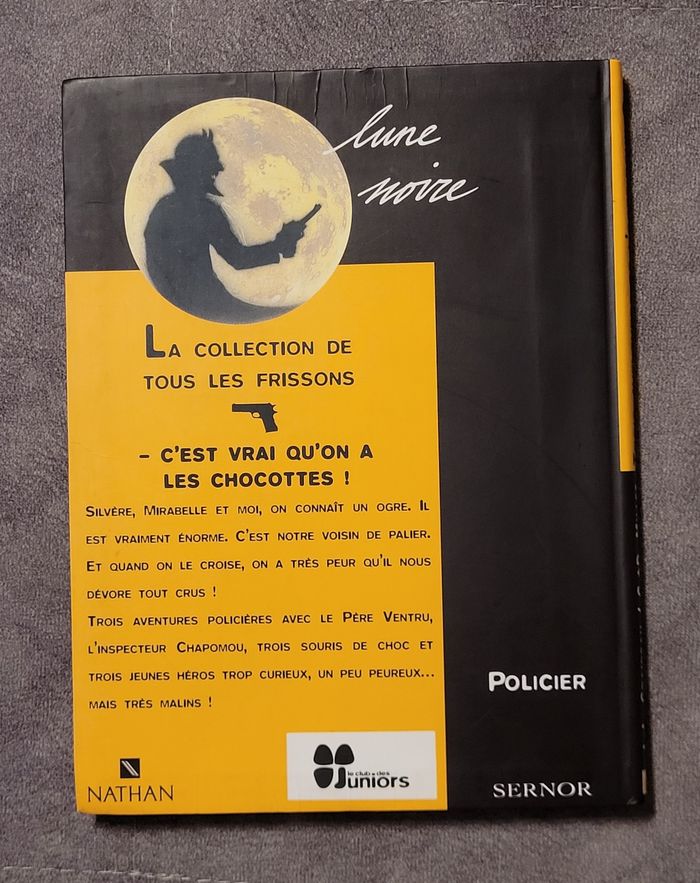 lune
noire
LA COLLECTION DE
TOUS LES FRISSONS
– C'EST VRAI QU'ON A
LES CHOCOTTES !
SILVÈRE, MIRABELLE ET MOI, ON CONNAÎT UN OGRE. IL
EST VRAIMENT ÉNORME. C'EST NOTRE VOISIN DE PALIER.
ET QUAND ON LE CROISE, ON A TRÈS PEUR QU'IL NOUS
DÉVORE TOUT CRUS !
TROIS AVENTURES POLICIÈRES AVEC LE PÈRE VENTRU,
L'INSPECTEUR CHAPOMOU, TROIS SOURIS DE CHOC ET
TROIS JEUNES HÉROS TROP CURIEUX, UN PEU PEUREUX...
MAIS TRÈS MALINS !
POLICIER
NATHAN
le club des
Juniors
SERNOR